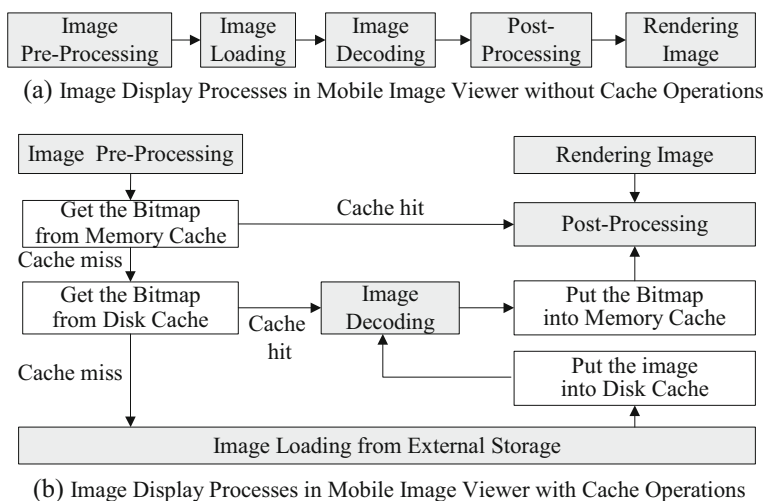 Image
Pre-Processing
Image
Loading
Image
Decoding
Post-
Processing
Rendering
Image
(a) Image Display Processes in Mobile Image Viewer without Cache Operations
Image Pre-Processing
Rendering Image
Get the Bitmap
from Memory Cache
Cache hit
Post-Processing
Cache miss
Get the Bitmap
from Disk Cache
Cache
hit
Image
Decoding
Put the Bitmap
into Memory Cache
Cache miss
Put the image
into Disk Cache
Image Loading from External Storage
(b) Image Display Processes in Mobile Image Viewer with Cache Operations